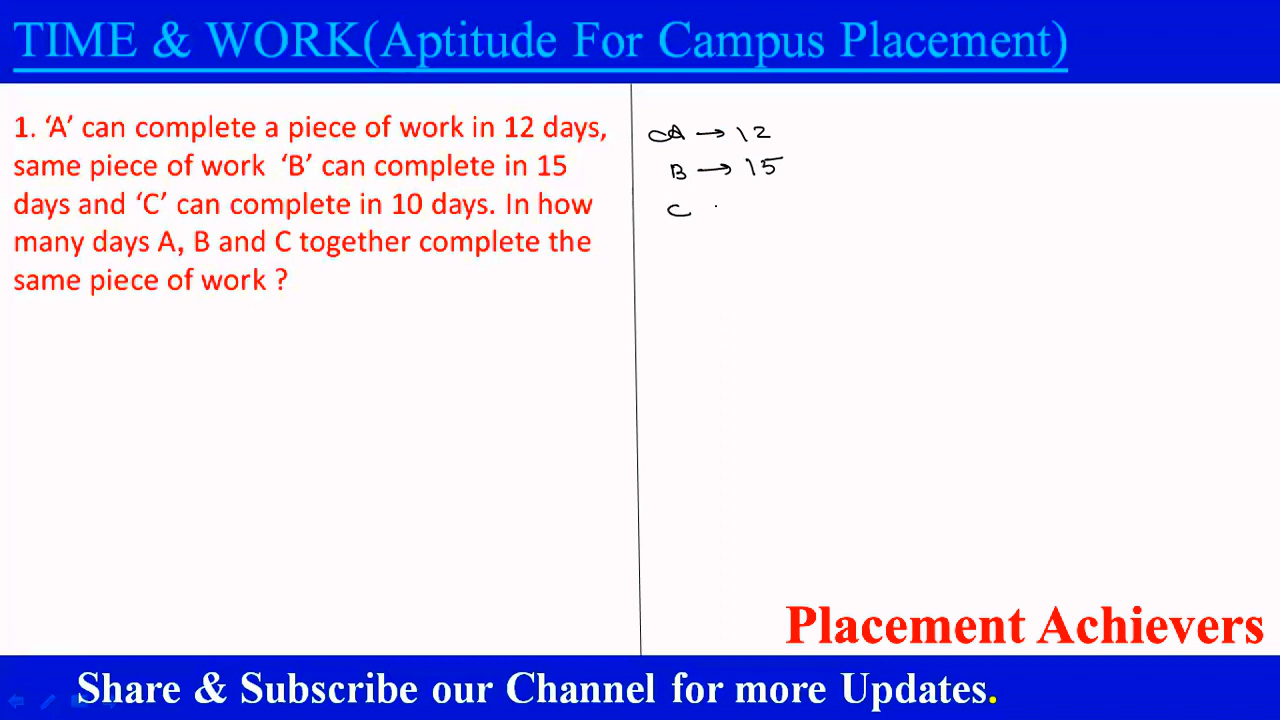 TIME & WORK(Aptitude For Campus Placement)
1. ‘A’ can complete a piece of work in 12 days,
same piece of work ‘B’ can complete in 15
days and ‘C’ can complete in 10 days. In how
many days A, B and C together complete the
same piece of work ?
A → 12
B → 15
C
Placement Achievers
Share & Subscribe our Channel for more Updates.